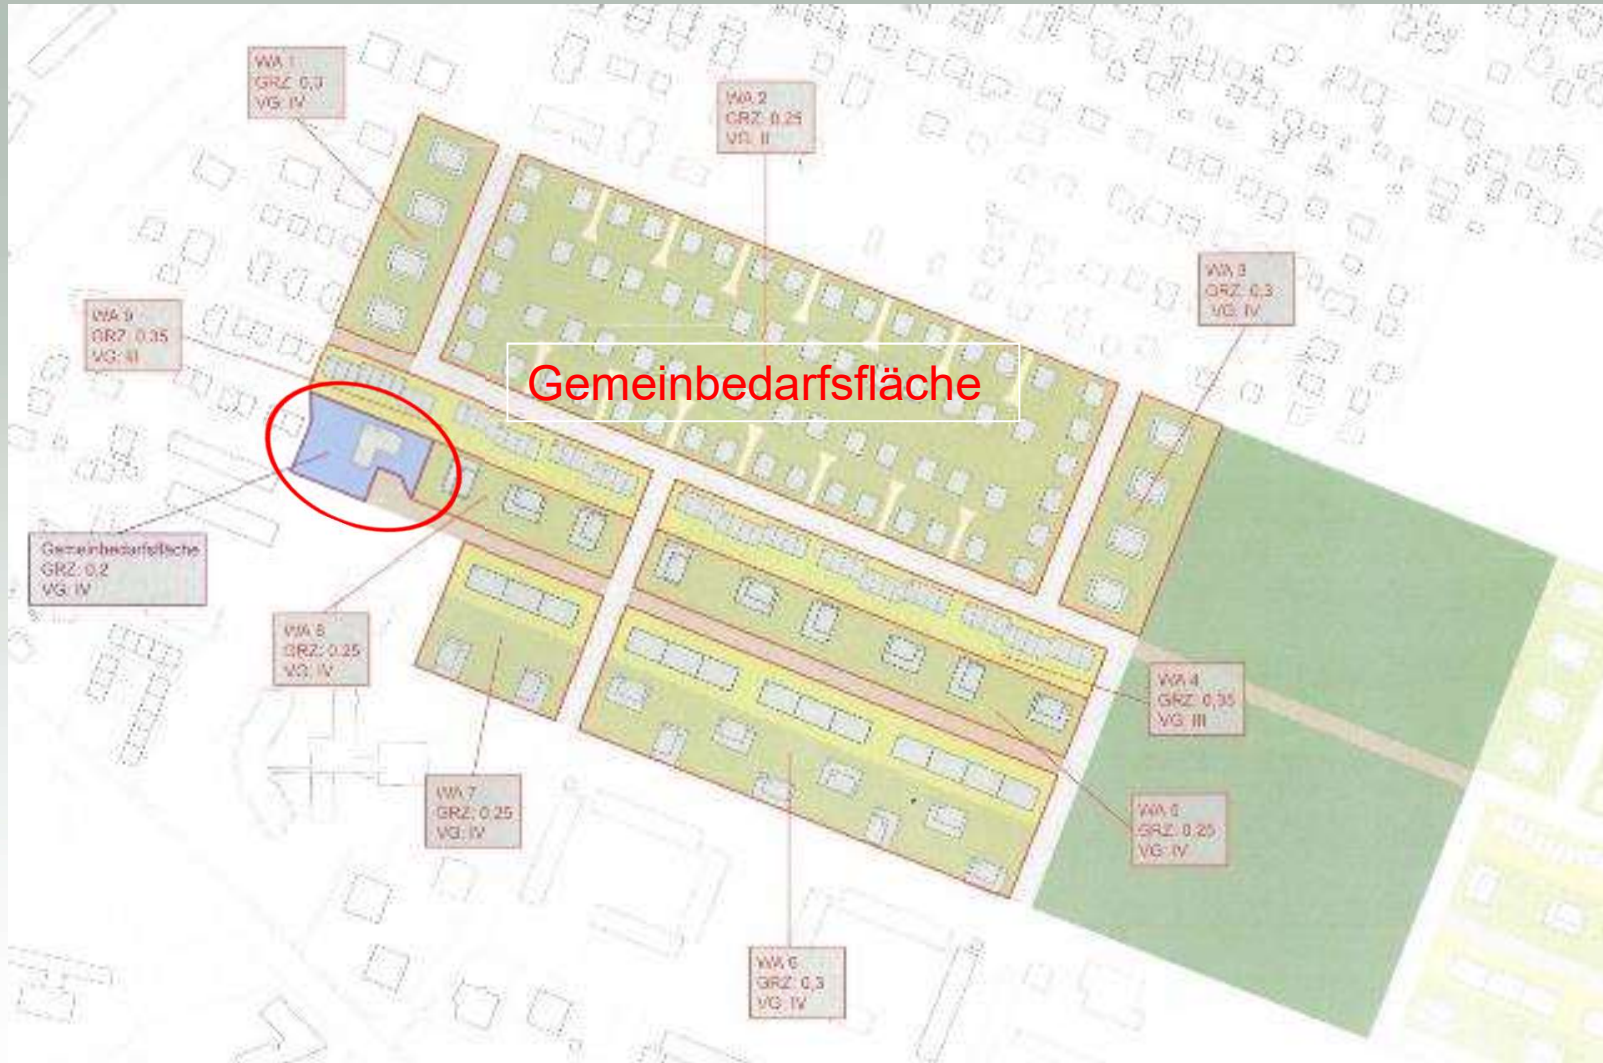 WA 1
GRZ: 0,3
VG: IV
WA 2
GRZ: 0.25
VG: II
WA 3
GRZ: 0,3
VG: IV
WA 9
GRZ: 0.35
VG: III
Gemeinbedarfsfläche
Gemeinbedarfsfläche
GRZ: 0.2
VG: IV
WA 8
GRZ: 0.25
VG: IV
WA 4
GRZ: 0,35
VG: III
WA 7
GRZ: 0.25
VG: IV
WA 5
GRZ: 0.25
VG: IV
WA 6
GRZ: 0,3
VG: IV